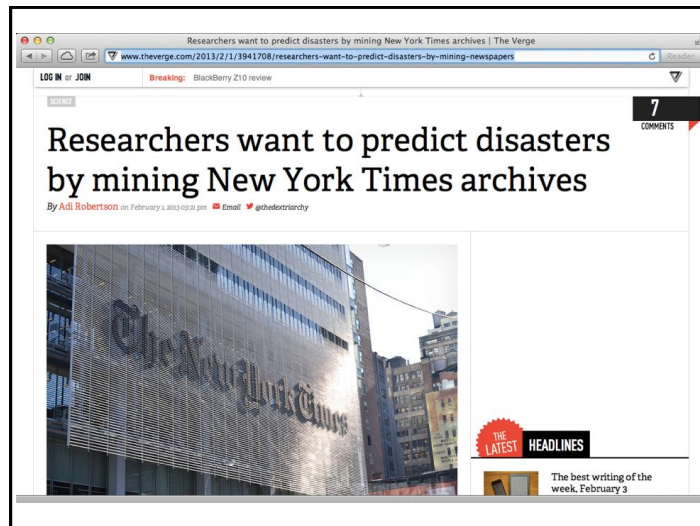 Researchers want to predict disasters by mining New York Times archives | The Verge
www.theverge.com/2013/2/1/3941708/researchers-want-to-predict-disasters-by-mining-newspapers
Reader
LOG IN or JOIN
Breaking: BlackBerry Z10 review
SCIENCE
7
COMMENTS
Researchers want to predict disasters
by mining New York Times archives
By Adi Robertson on February 1, 2013 03:21 pm Email @thedextriarchy
The New York Times
THE
LATEST
HEADLINES
The best writing of the
week, February 3